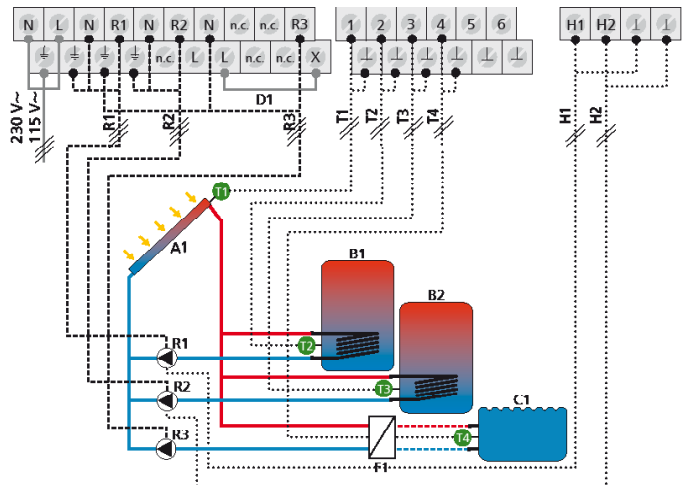 N L N R1 N R2 N n.c. n.c. R3
n.c. L L n.c. n.c. X
1 2 3 4 5 6
H1 H2
230 V~
115 V~
R1
R2
D1
R3
T1
T2
T3
T4
H1
H2
T1
A1
B1
B2
R1
T2
R2
T3
C1
R3
T4
F1